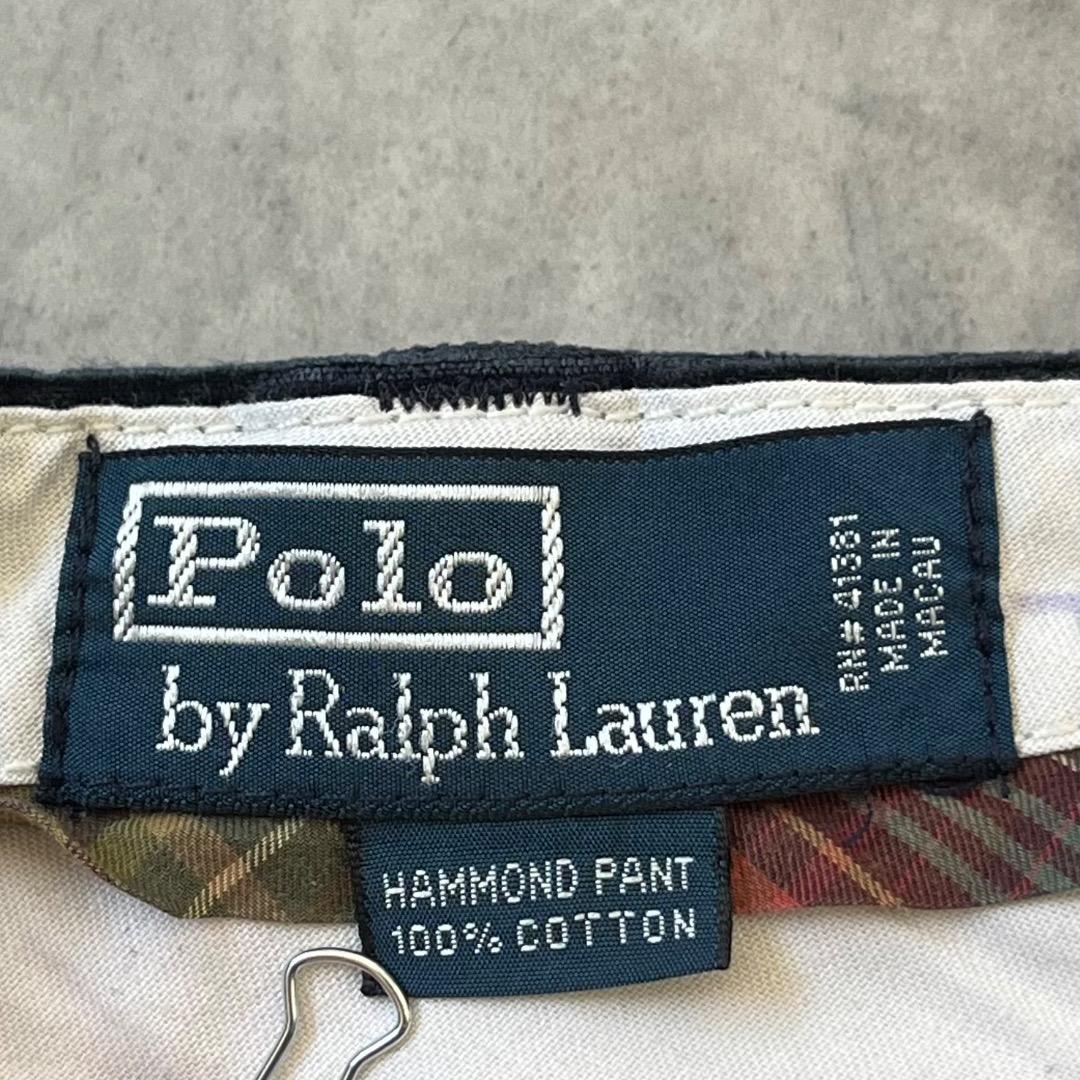 Polo
by Ralph Lauren
RN# 41381
MADE IN
MACAU
HAMMOND PANT
100% COTTON